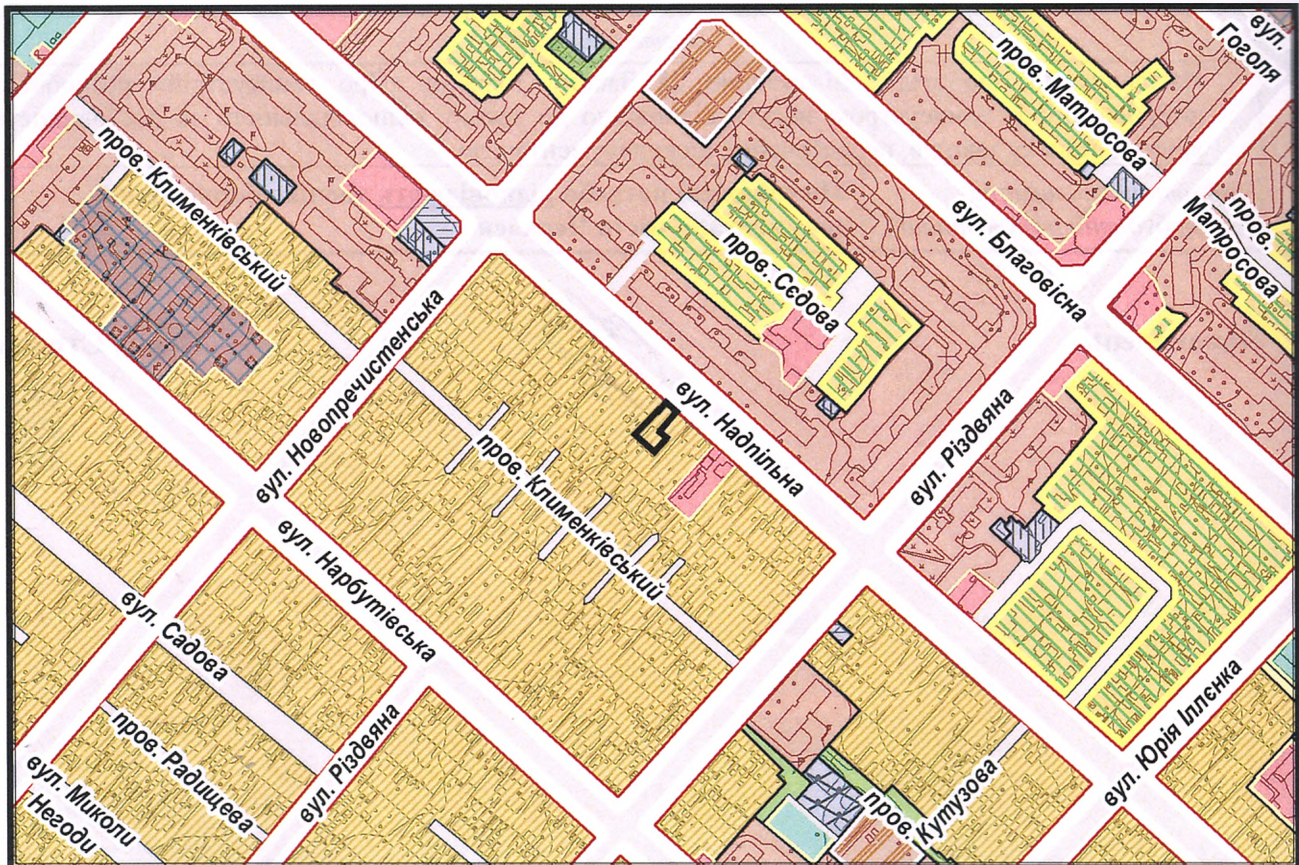 вул.
Гоголя
пров. Матросова
пров. Клименківський
пров.
Матросова
вул. Благовісна
пров. Сєдова
вул. Новопречистенська
вул. Надпільна
вул. Різдвяна
пров. Клименківський
вул. Нарбутівська
вул. Садова
вул. Юрія Іллєнка
пров. Радищева
вул. Різдвяна
вул. Миколи
Негоди
пров. Кутузова